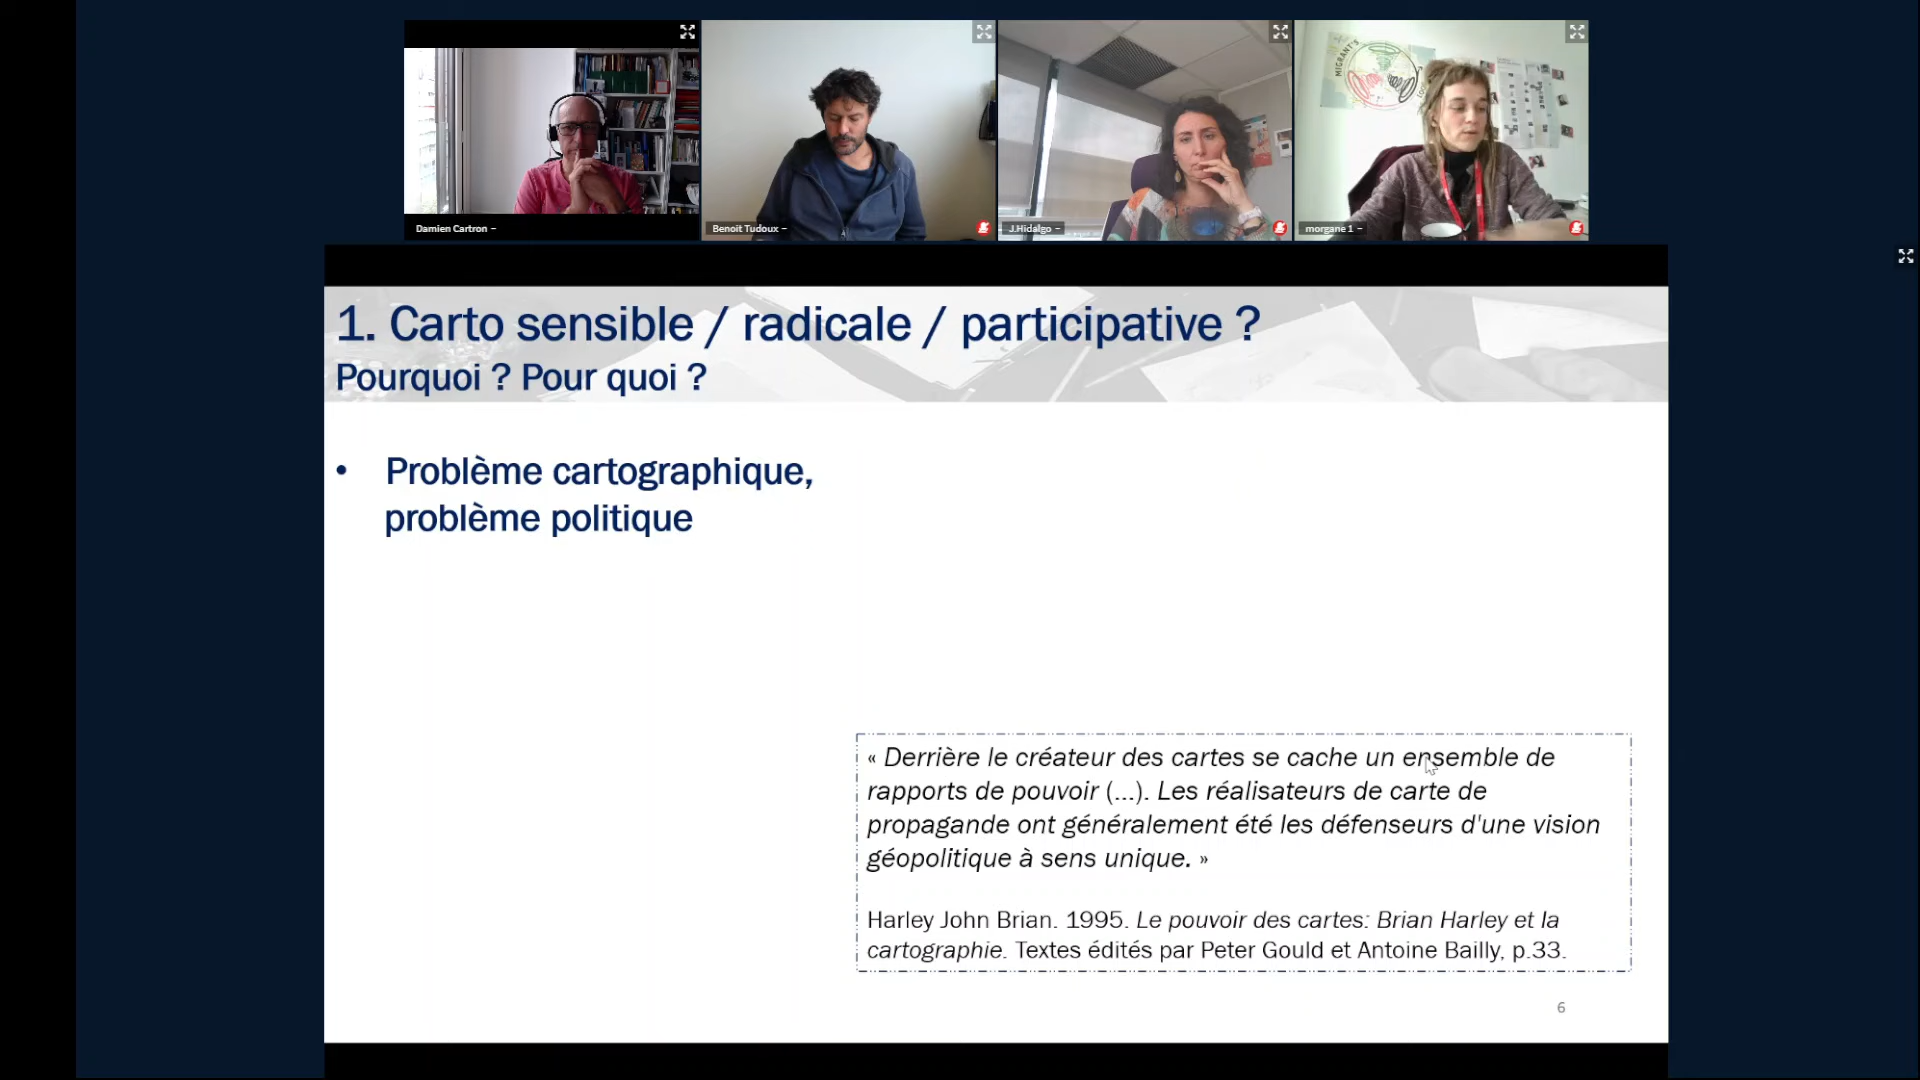 MIGRANT'S
Damien Cartron –
Benoit Tudoux –
J.Hidalgo –
morgane 1 –
1. Carto sensible / radicale / participative ?
Pourquoi ? Pour quoi ?
• Problème cartographique,
problème politique
« Derrière le créateur des cartes se cache un ensemble de
rapports de pouvoir (...). Les réalisateurs de carte de
propagande ont généralement été les défenseurs d'une vision
géopolitique à sens unique. »
Harley John Brian. 1995. Le pouvoir des cartes: Brian Harley et la
cartographie. Textes édités par Peter Gould et Antoine Bailly, p.33.
6